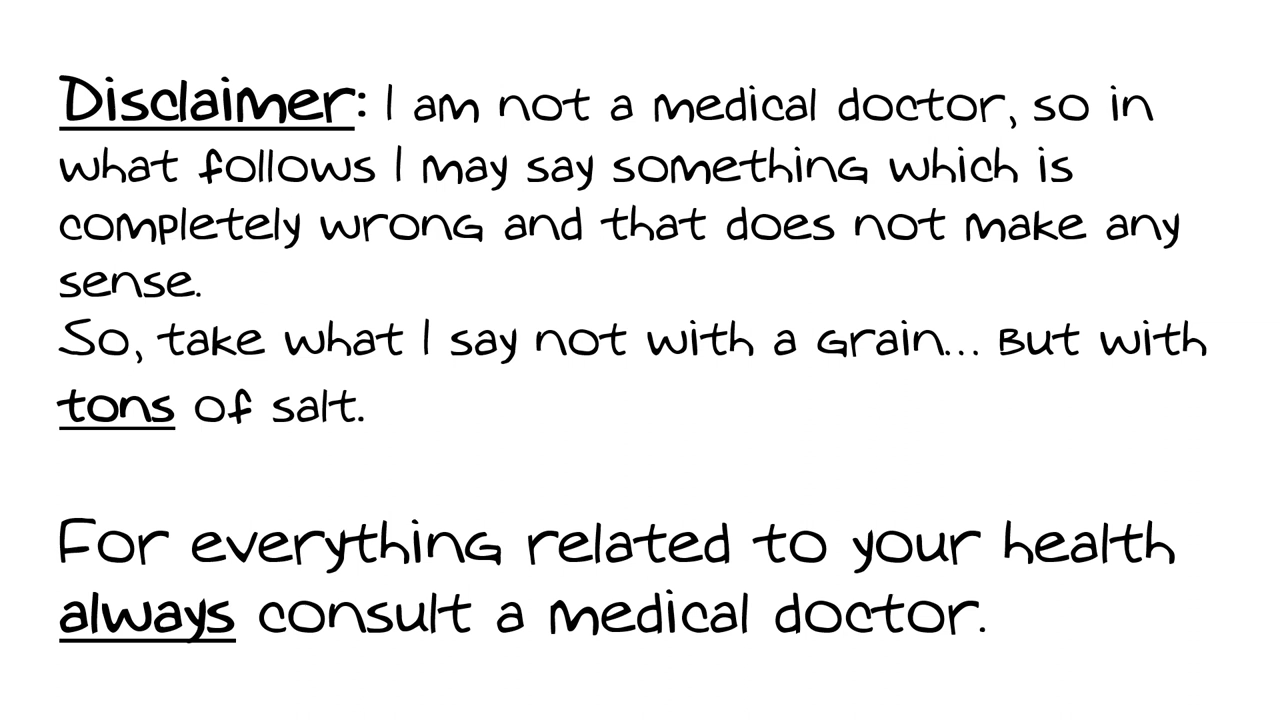 Disclaimer: I am not a medical doctor, so in
what follows I may say something which is
completely wrong and that does not make any
sense.
So, take what I say not with a grain... But with
tons of salt.
For everything related to your health
always consult a medical doctor.